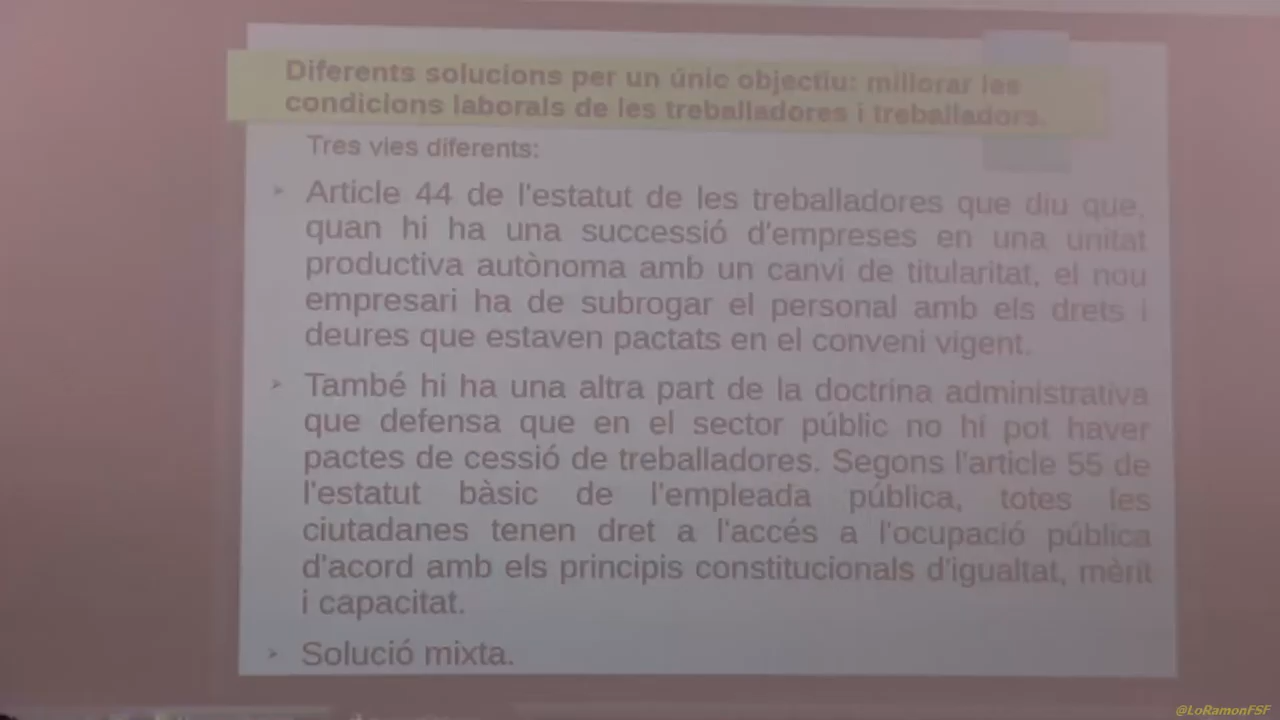 Diferents solucions per un únic objectiu: millorar les
condicions laborals de les treballadores i treballadors.
Tres vies diferents:
Article 44 de l'estatut de les treballadores que diu que,
quan hi ha una successió d'empreses en una unitat
productiva autònoma amb un canvi de titularitat, el nou
empresari ha de subrogar el personal amb els drets i
deures que estaven pactats en el conveni vigent.
També hi ha una altra part de la doctrina administrativa
que defensa que en el sector públic no hi pot haver
pactes de cessió de treballadores. Segons l'article 55 de
l'estatut bàsic de l'empleada pública, totes les
ciutadanes tenen dret a l'accés a l'ocupació pública
d'acord amb els principis constitucionals d'igualtat, mèrit
i capacitat.
Solució mixta.
@LoRamonFSF